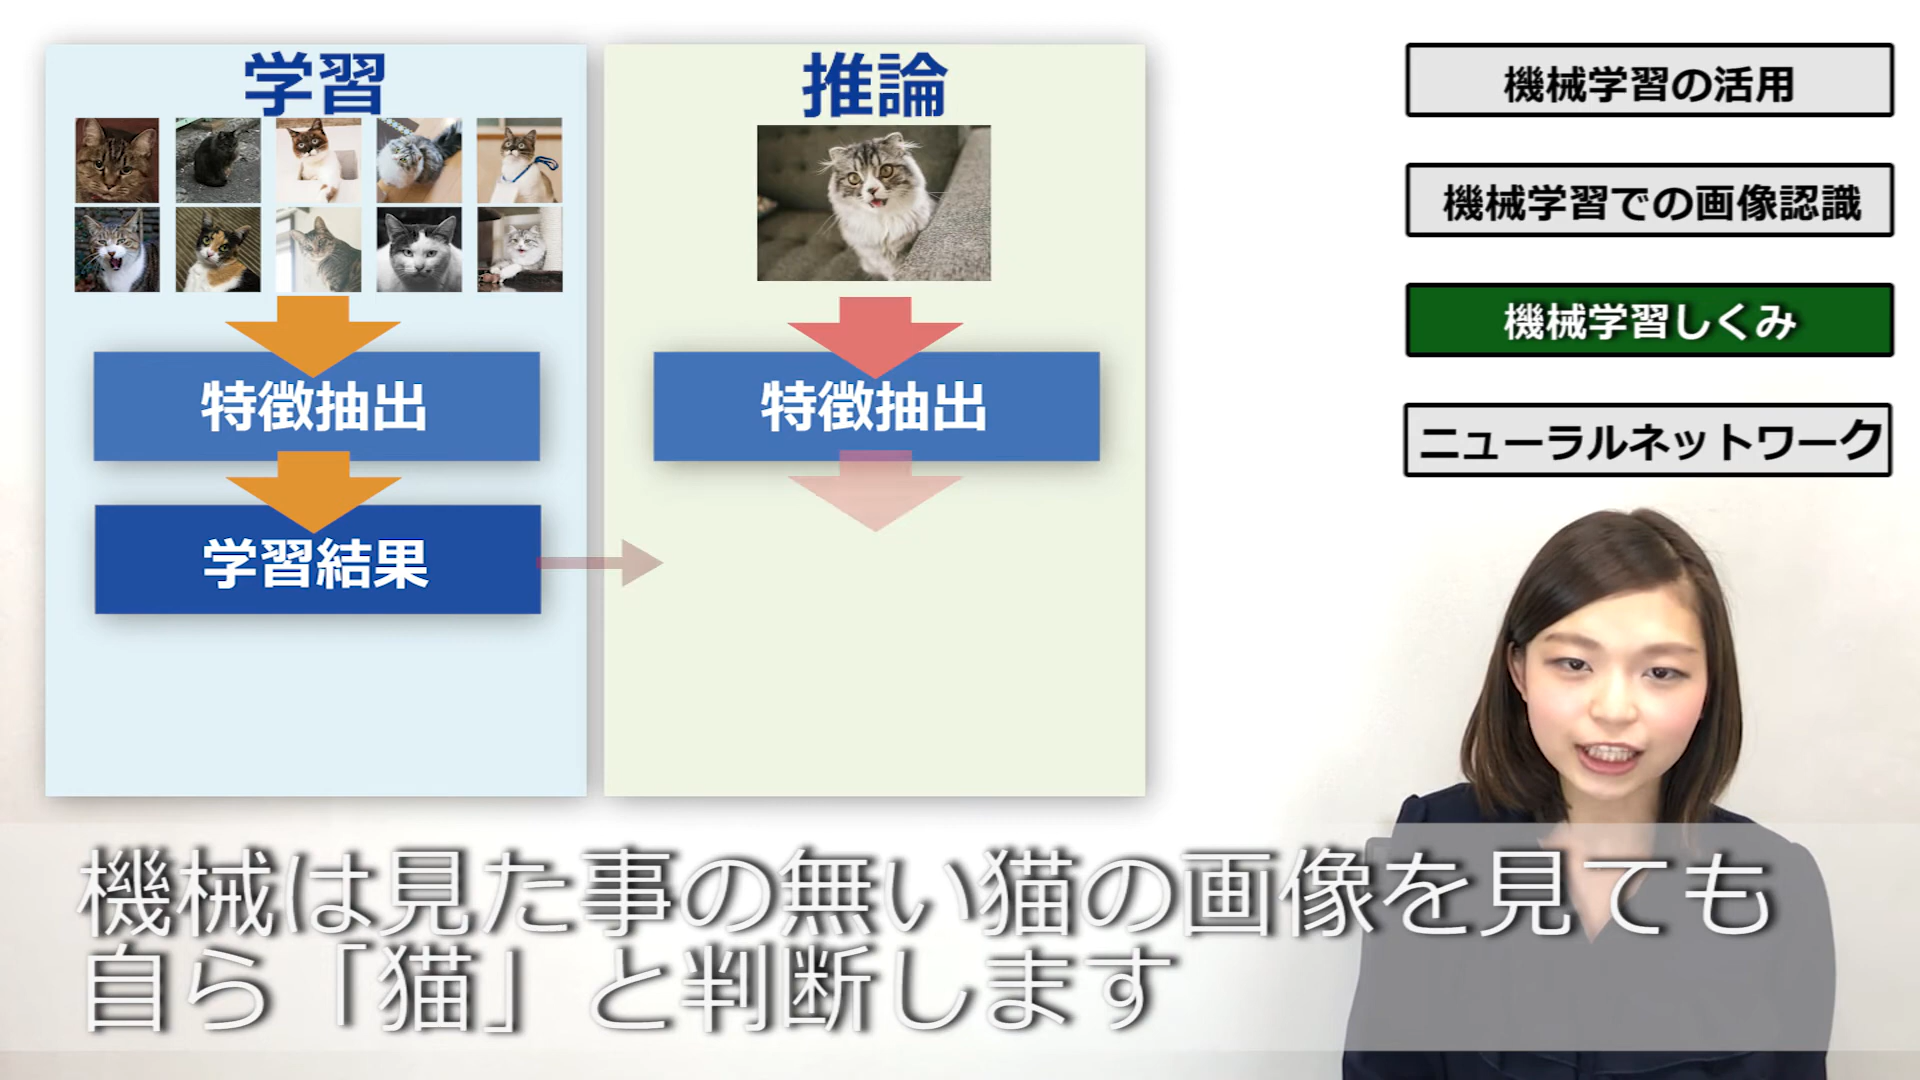 学習
特徴抽出
学習結果
推論
特徴抽出
機械学習の活用
機械学習での画像認識
機械学習しくみ
ニューラルネットワーク
機械は見た事の無い猫の画像を見ても
自ら「猫」と判断します